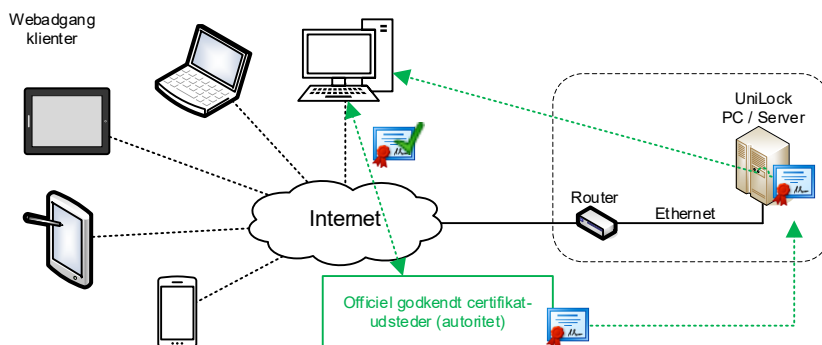 Webadgang
klienter
UniLock
PC / Server
Router
Ethernet
Internet
Officiel godkendt certifikat-
udsteder (autoritet)